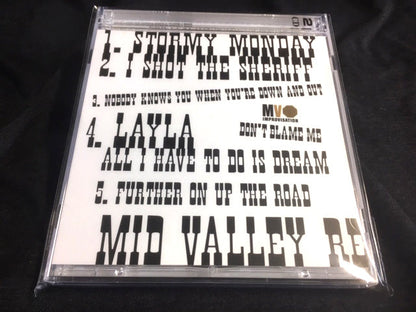 1. STORMY MONDAY
2. I SHOT THE SHERIFF
3. NOBODY KNOWS YOU WHEN YOU'RE DOWN AND OUT
MV
IMPROVISATION
4. LAYLA
DON'T BLAME ME
ALL I HAVE TO DO IS DREAM
5. FURTHER ON UP THE ROAD
MID VALLEY RE